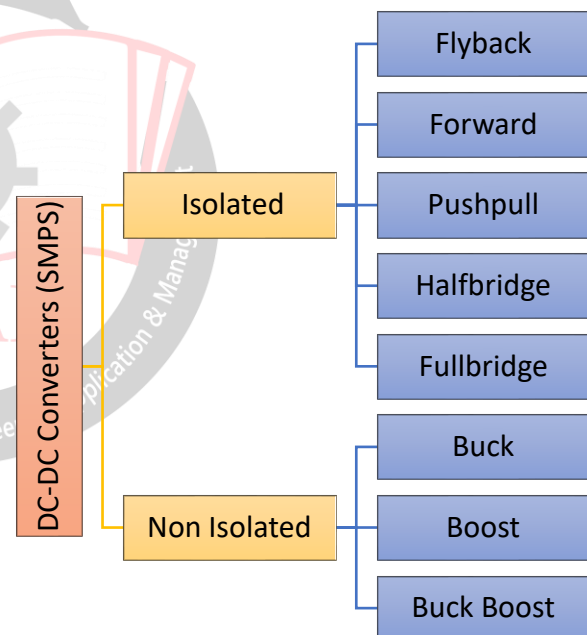 DC-DC Converters (SMPS)
Isolated
Flyback
Forward
Pushpull
Halfbridge
Fullbridge
Non Isolated
Buck
Boost
Buck Boost